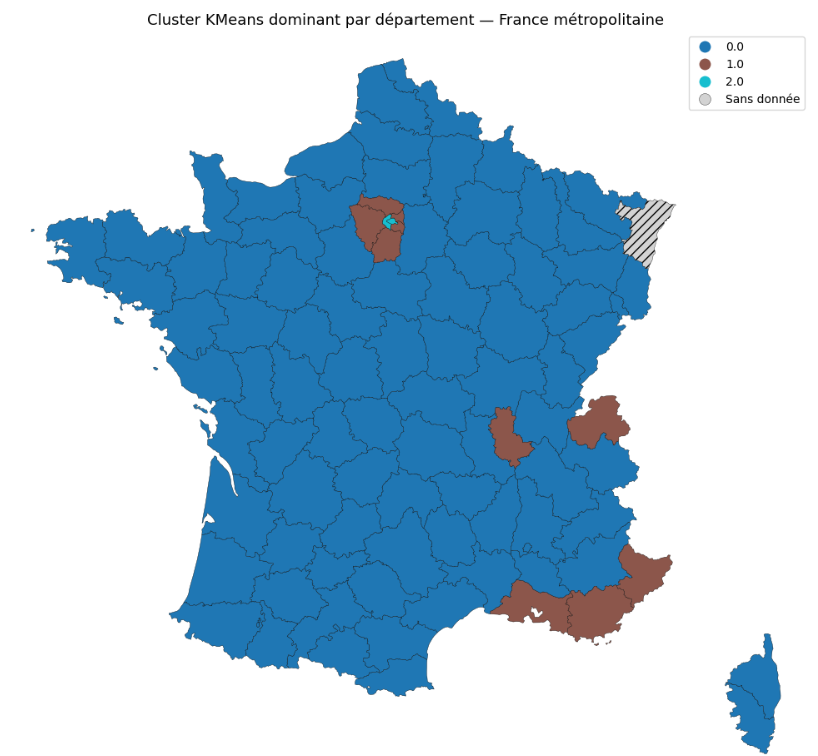 Cluster KMeans dominant par département — France métropolitaine
0.0
1.0
2.0
Sans donnée